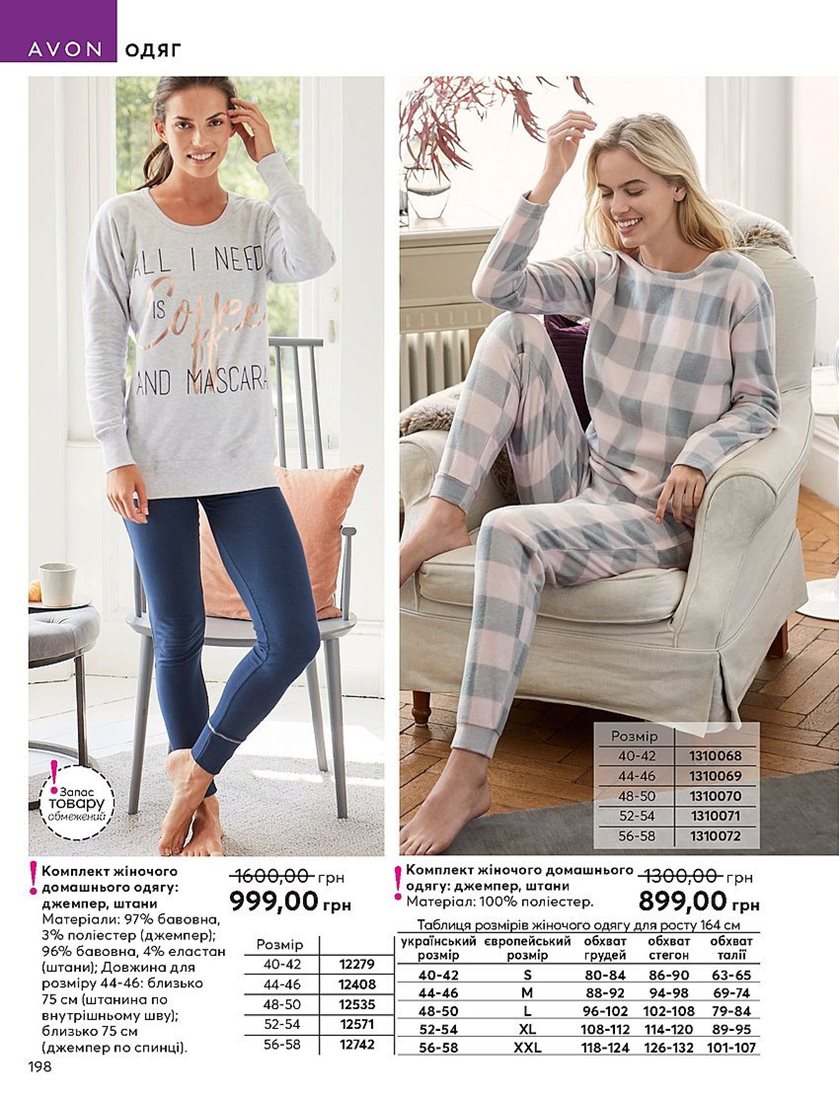 AVON ОДЯГ
ALL I NEED
IS
Coffee
AND MASCARA
! Запас
товару
обмежений
Розмір
40-42 1310068
44-46 1310069
48-50 1310070
52-54 1310071
56-58 1310072
! Комплект жіночого
домашнього одягу:
джемпер, штани
Матеріали: 97% бавовна,
3% поліестер (джемпер);
96% бавовна, 4% еластан
(штани); Довжина для
розміру 44-46: близько
75 см (штанина по
внутрішньому шву);
близько 75 см
(джемпер по спинці).
1600,00 грн
999,00 грн
Розмір
40-42 12279
44-46 12408
48-50 12535
52-54 12571
56-58 12742
! Комплект жіночого домашнього
одягу: джемпер, штани
Матеріал: 100% поліестер.
1300,00 грн
899,00 грн
Таблиця розмірів жіночого одягу для росту 164 см
український європейський обхват обхват обхват
розмір розмір грудей стегон талії
40-42 S 80-84 86-90 63-65
44-46 M 88-92 94-98 69-74
48-50 L 96-102 102-108 79-84
52-54 XL 108-112 114-120 89-95
56-58 XXL 118-124 126-132 101-107
198